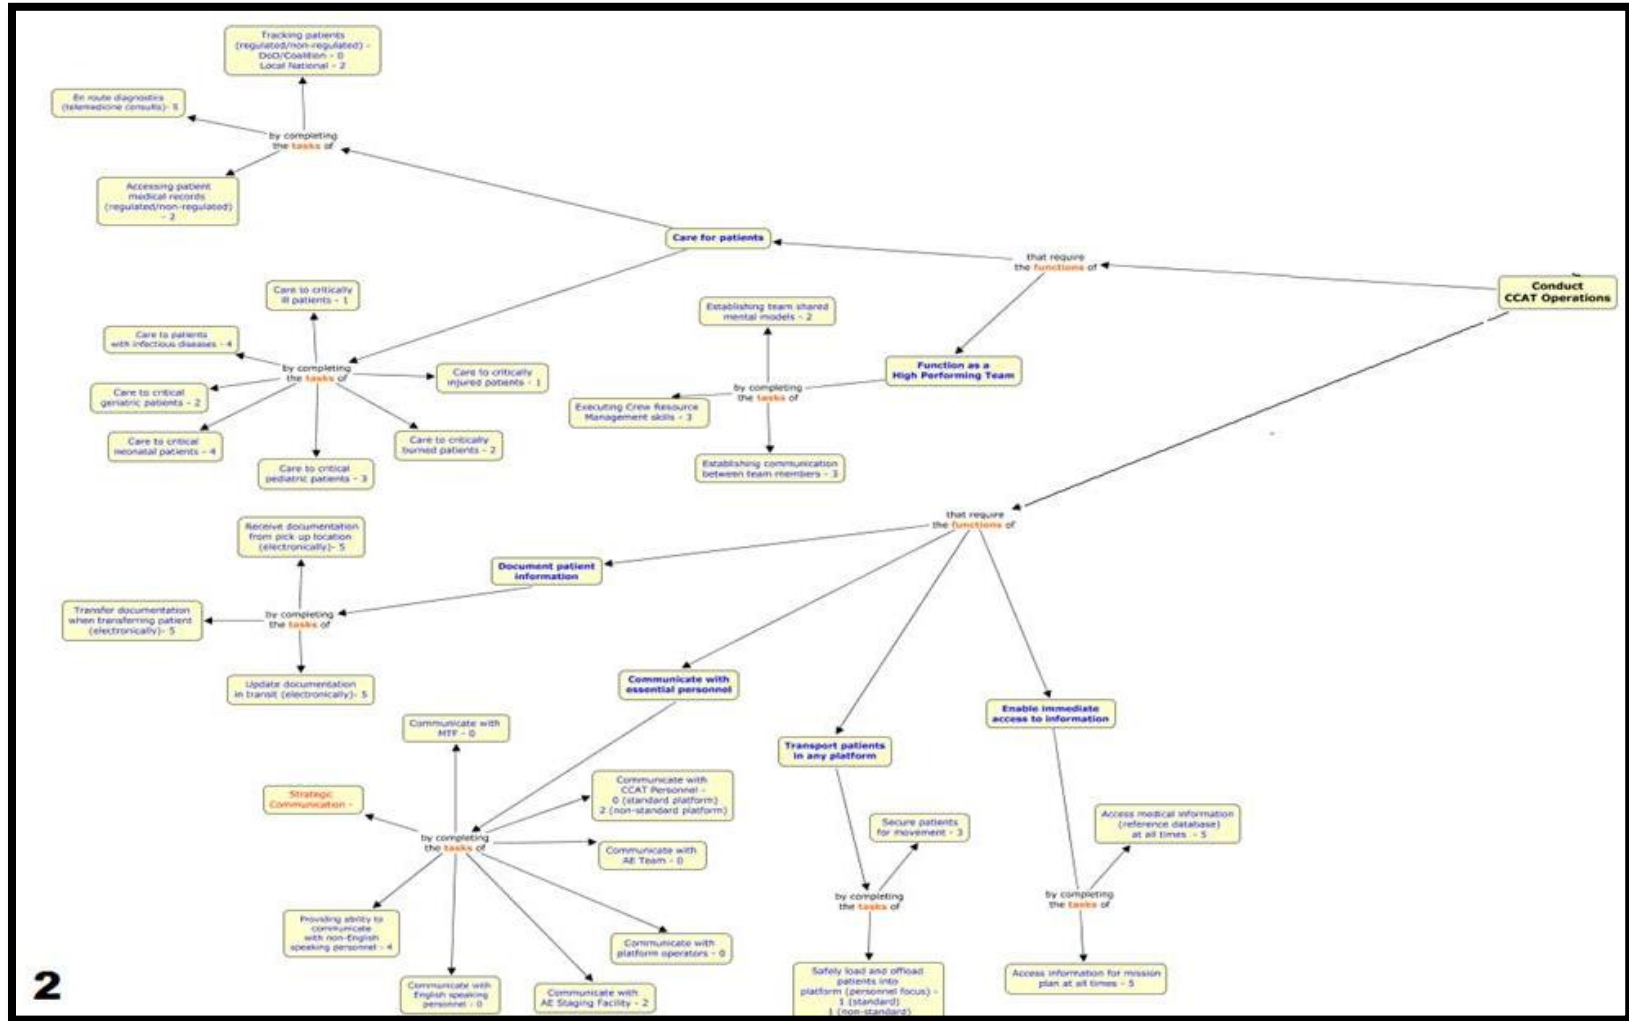 Tracking patients
(regulated/non-regulated) -
DoD/Coalition - 0
Local National - 2
En route diagnostics
(telemedicine consults)- 5
by completing
the tasks of
Accessing patient
medical records
(regulated/non-regulated)
- 2
Care for patients
that require
the functions of
Conduct
CCAT Operations
Care to critically
ill patients - 1
Care to patients
with infectious diseases - 4
by completing
the tasks of
Care to critically
injured patients - 1
Care to critical
geriatric patients - 2
Care to critical
neonatal patients - 4
Care to critical
pediatric patients - 3
Care to critically
burned patients - 2
Establishing team shared
mental models - 2
Function as a
High Performing Team
by completing
the tasks of
Executing Crew Resource
Management skills - 3
Establishing communication
between team members - 3
that require
the functions of
Receive documentation
from pick up location
(electronically)- 5
Document patient
information
Transfer documentation
when transferring patient
(electronically)- 5
by completing
the tasks of
Update documentation
in transit (electronically)- 5
Communicate with
essential personnel
Enable immediate
access to information
Transport patients
in any platform
Communicate with
MTF - 0
Strategic
Communication -
Communicate with
CCAT Personnel -
0 (standard platform)
2 (non-standard platform)
by completing
the tasks of
Communicate with
AE Team - 0
Providing ability to
communicate
with non-English
speaking personnel - 4
Communicate with
English speaking
personnel - 0
Communicate with
AE Staging Facility - 2
Communicate with
platform operators - 0
Secure patients
for movement - 3
by completing
the tasks of
Safely load and offload
patients into
platform (personnel focus) -
1 (standard)
1 (non-standard)
Access medical information
(reference database)
at all times - 5
by completing
the tasks of
Access information for mission
plan at all times - 5
2